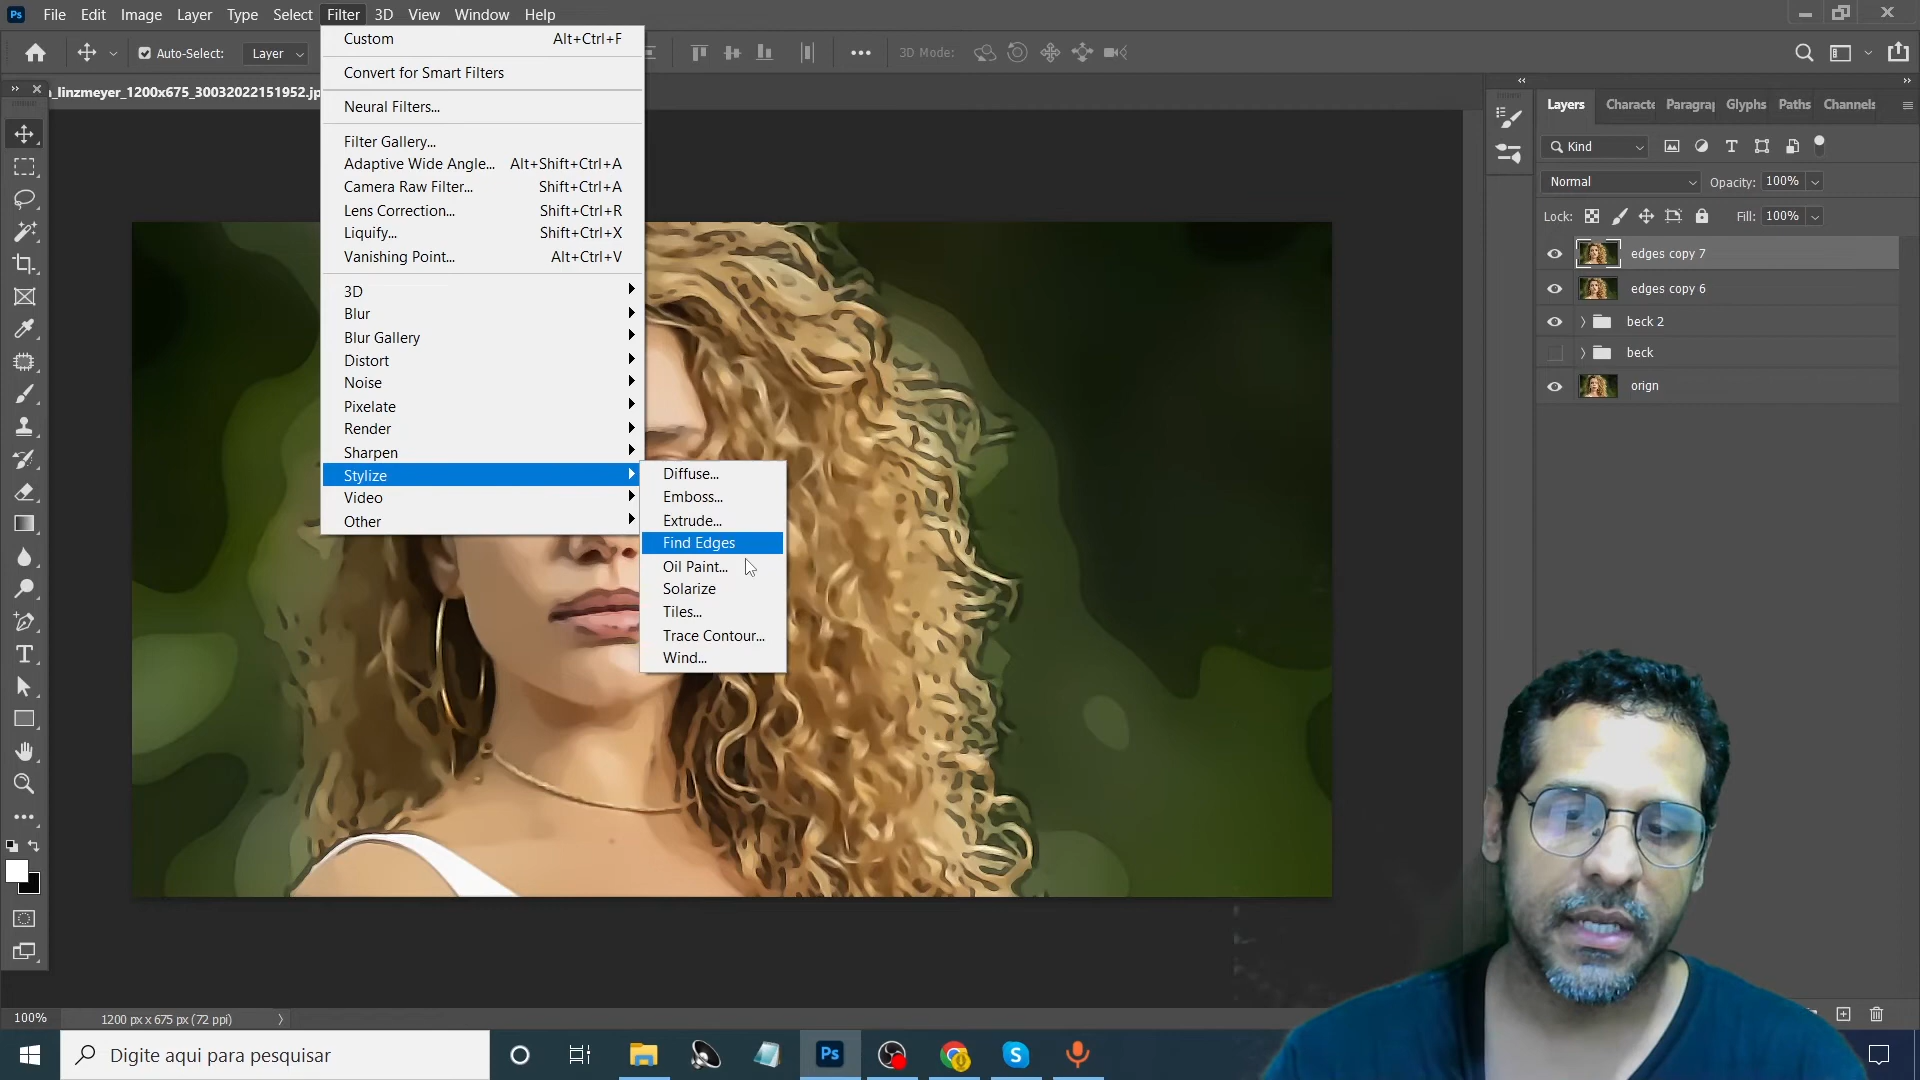 Ps File Edit Image Layer Type Select Filter 3D View Window Help
Auto-Select: Layer 3D Mode:
_linzmeyer_1200x675_30032022151952.jp
Custom Alt+Ctrl+F
Convert for Smart Filters
Neural Filters...
Filter Gallery...
Adaptive Wide Angle... Alt+Shift+Ctrl+A
Camera Raw Filter... Shift+Ctrl+A
Lens Correction... Shift+Ctrl+R
Liquify... Shift+Ctrl+X
Vanishing Point... Alt+Ctrl+V
3D
Blur
Blur Gallery
Distort
Noise
Pixelate
Render
Sharpen
Stylize
Video
Other
Diffuse...
Emboss...
Extrude...
Find Edges
Oil Paint...
Solarize
Tiles...
Trace Contour...
Wind...
Layers Characte Paragrap Glyphs Paths Channels
Kind
Normal Opacity: 100%
Lock: Fill: 100%
edges copy 7
edges copy 6
beck 2
beck
orign
100% 1200 px x 675 px (72 ppi)
Digite aqui para pesquisar
Ps